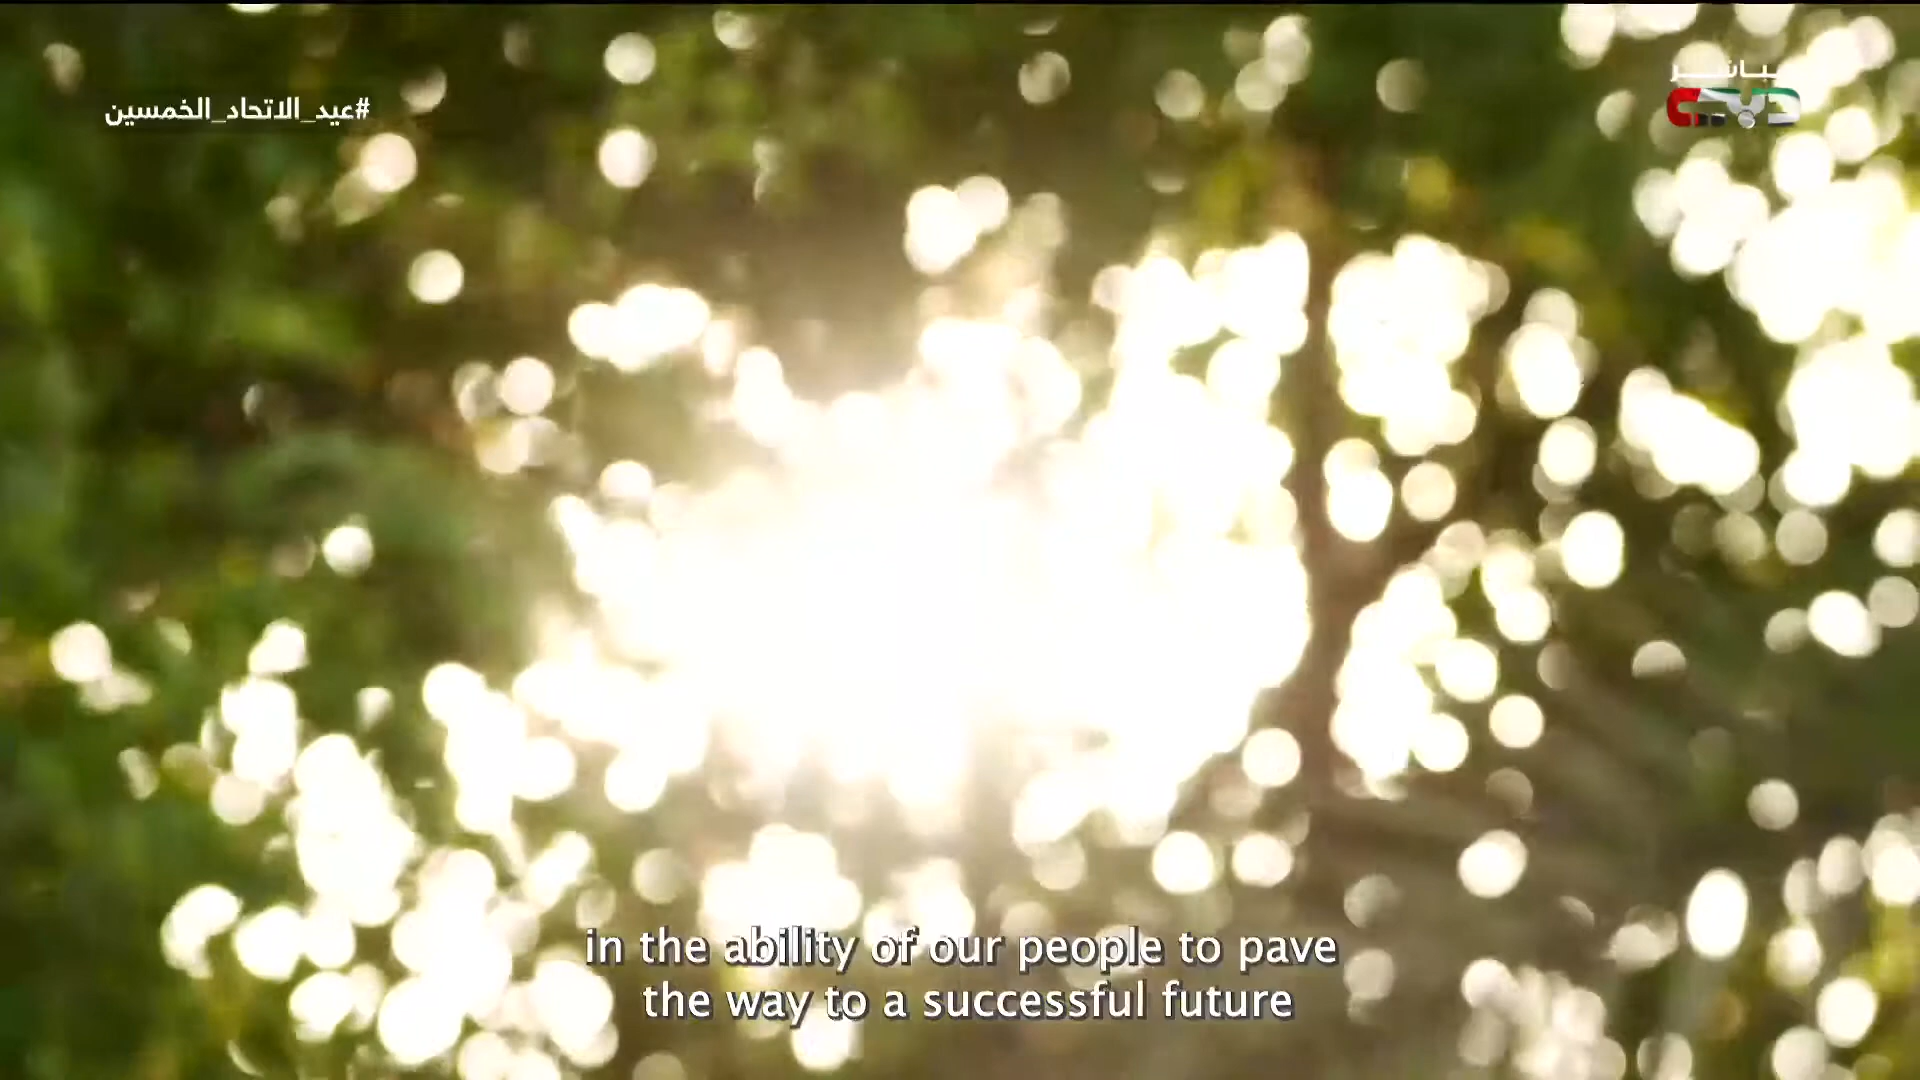 #عيد_الاتحاد_الخمسين
مباشر
دبي
in the ability of our people to pave
the way to a successful future